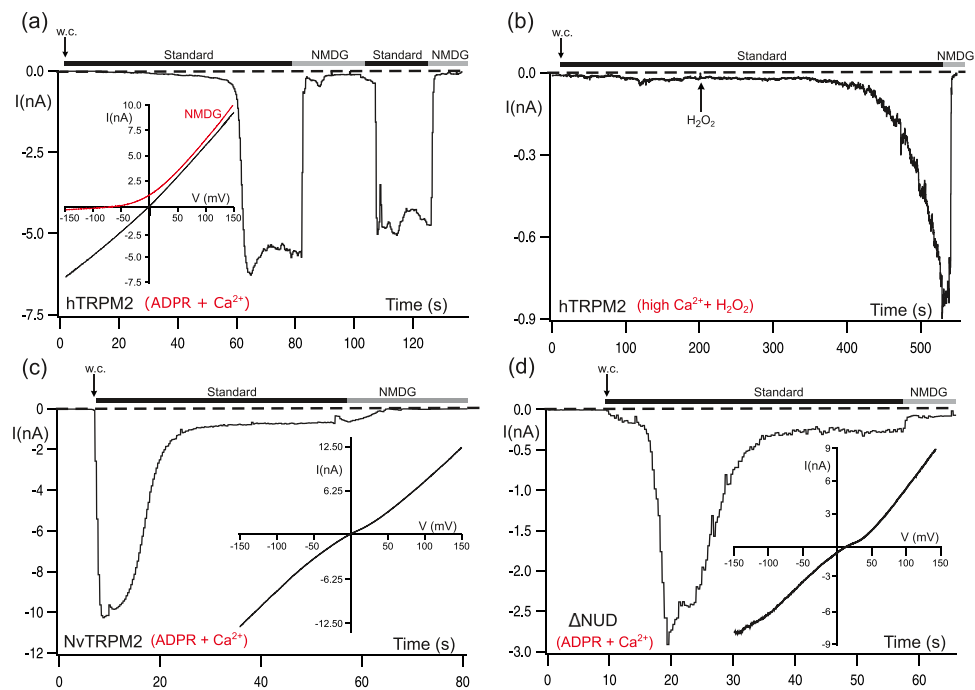 (a)
w.c.
Standard NMDG Standard NMDG
0.0
I(nA)
-2.5
-5.0
-7.5
0 20 40 60 80 100 120
10.0
I(nA)
NMDG
7.5
5.0
2.5
V (mV)
-150 -100 -50 50 100 150
-2.5
-5.0
-7.5
hTRPM2 (ADPR + Ca²⁺) Time (s)
(b)
w.c.
Standard NMDG
0.0
I(nA)
H₂O₂
-0.3
-0.6
-0.9
hTRPM2 (high Ca²⁺+ H₂O₂) Time (s)
0 100 200 300 400 500
(c)
w.c.
Standard NMDG
0
I(nA)
-2
-4
-6
-8
-10
-12
12.50
I(nA)
6.25
V (mV)
-150 -100 -50 0 50 100 150
-6.25
-12.50
NvTRPM2 (ADPR + Ca²⁺) Time (s)
0 20 40 60 80
(d)
w.c.
Standard NMDG
0.0
I(nA)
-0.5
-1.0
-1.5
-2.0
-2.5
-3.0
9
I(nA)
6
3
V (mV)
-150 -100 -50 0 50 100 150
-3
-6
-9
ΔNUD
(ADPR + Ca²⁺) Time (s)
0 10 20 30 40 50 60